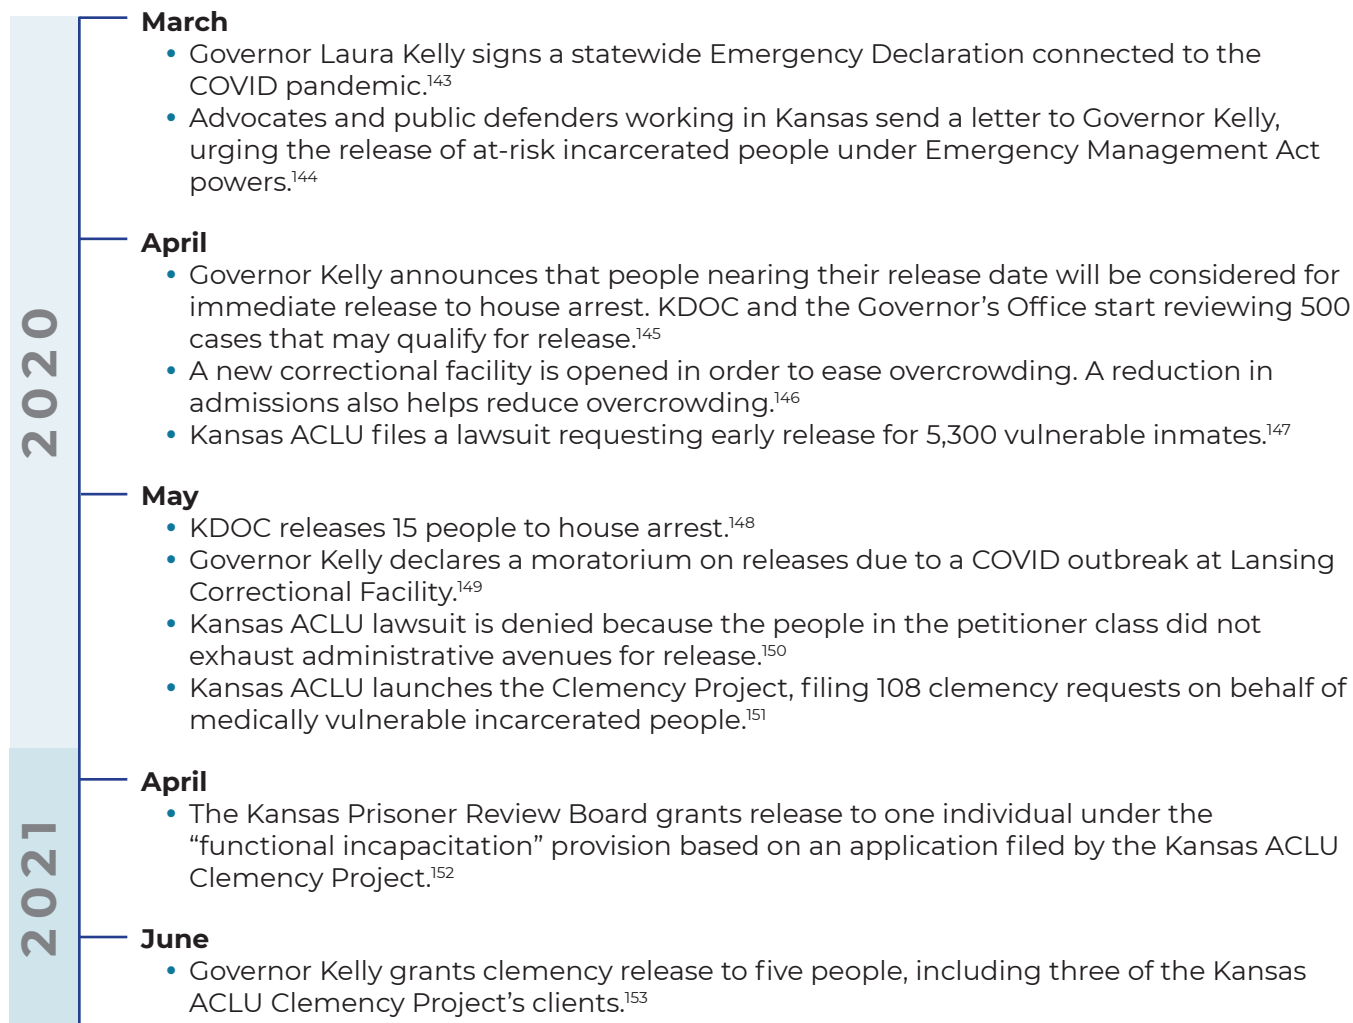 2020
March
• Governor Laura Kelly signs a statewide Emergency Declaration connected to the
COVID pandemic.143
• Advocates and public defenders working in Kansas send a letter to Governor Kelly,
urging the release of at-risk incarcerated people under Emergency Management Act
powers.144
April
• Governor Kelly announces that people nearing their release date will be considered for
immediate release to house arrest. KDOC and the Governor’s Office start reviewing 500
cases that may qualify for release.145
• A new correctional facility is opened in order to ease overcrowding. A reduction in
admissions also helps reduce overcrowding.146
• Kansas ACLU files a lawsuit requesting early release for 5,300 vulnerable inmates.147
May
• KDOC releases 15 people to house arrest.148
• Governor Kelly declares a moratorium on releases due to a COVID outbreak at Lansing
Correctional Facility.149
• Kansas ACLU lawsuit is denied because the people in the petitioner class did not
exhaust administrative avenues for release.150
• Kansas ACLU launches the Clemency Project, filing 108 clemency requests on behalf of
medically vulnerable incarcerated people.151
2021
April
• The Kansas Prisoner Review Board grants release to one individual under the
“functional incapacitation” provision based on an application filed by the Kansas ACLU
Clemency Project.152
June
• Governor Kelly grants clemency release to five people, including three of the Kansas
ACLU Clemency Project’s clients.153